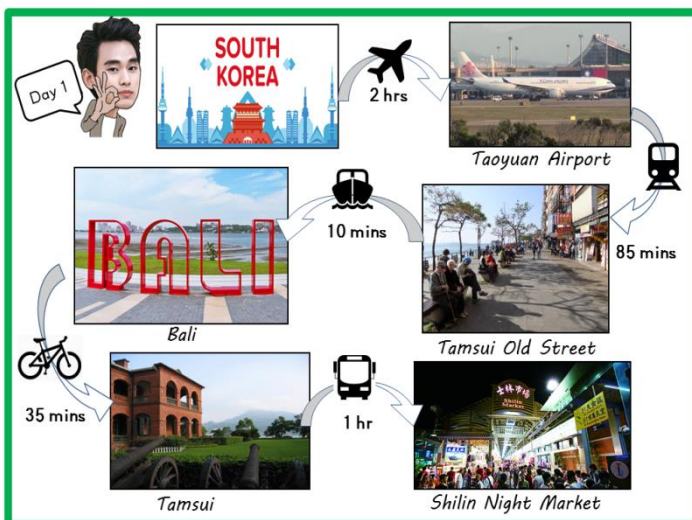 Day 1
SOUTH
KOREA
2 hrs
Taoyuan Airport
85 mins
Tamsui Old Street
10 mins
BALI
Bali
35 mins
Tamsui
1 hr
士林市場
Shilin
Market
Shilin Night Market